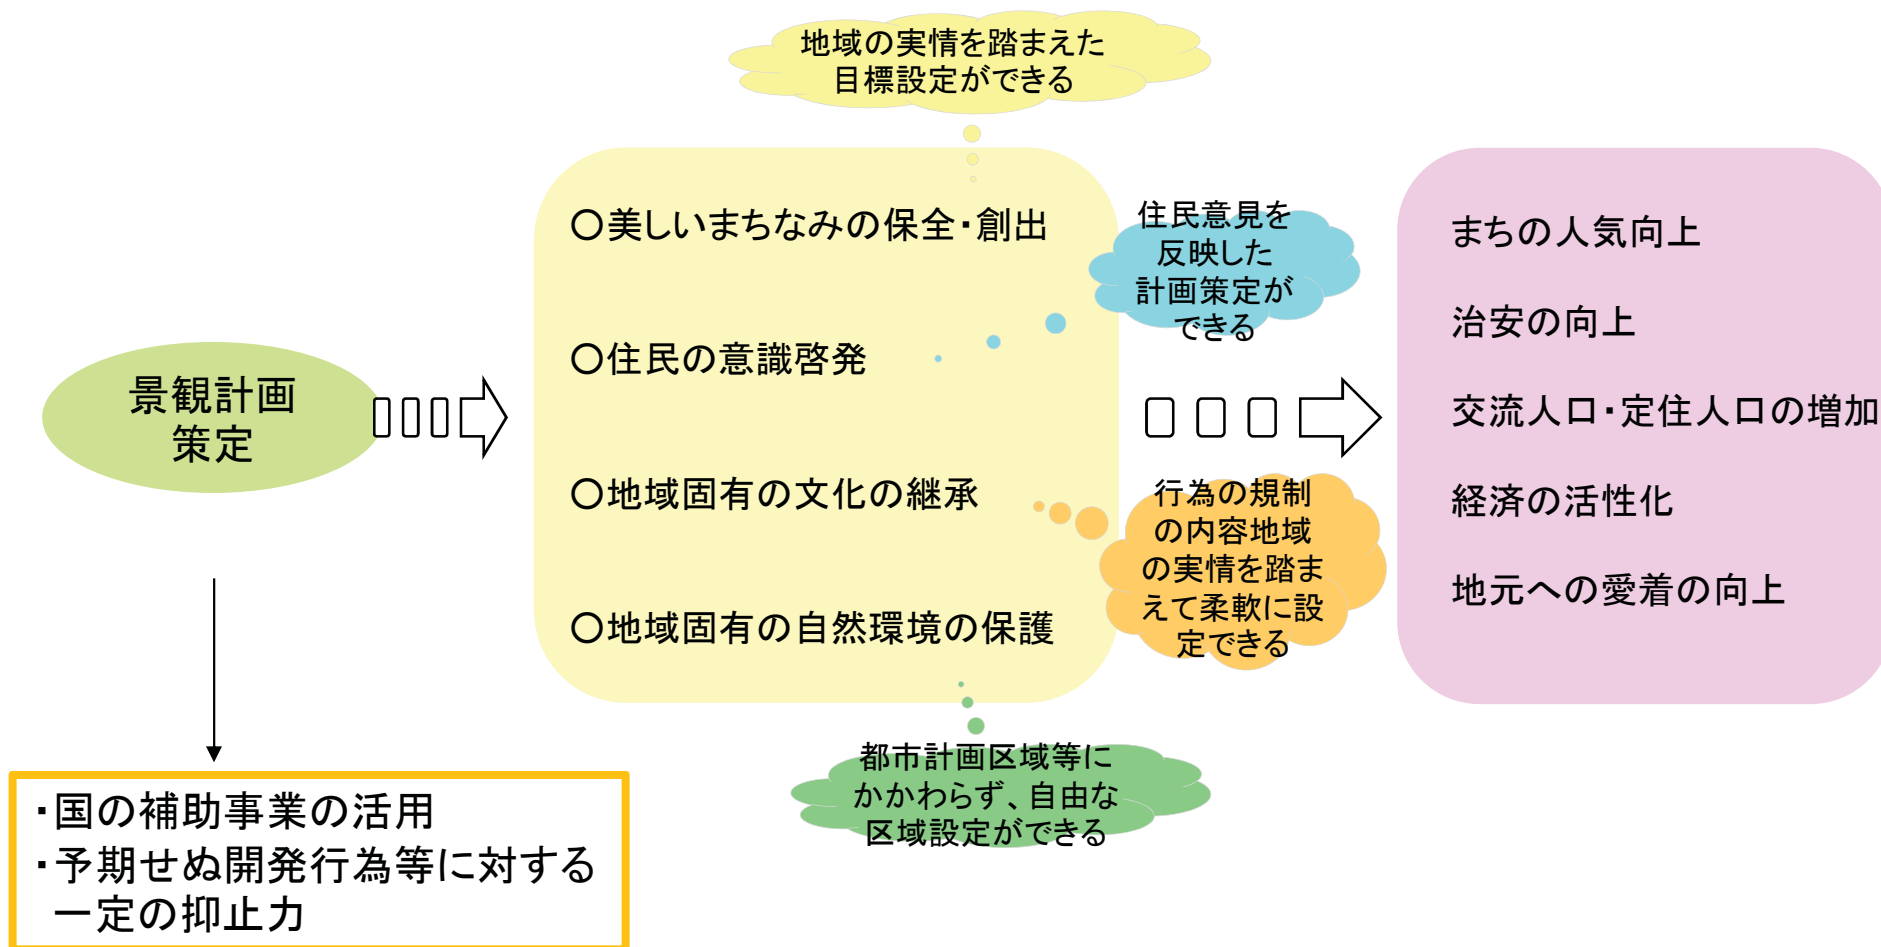 地域の実情を踏まえた
目標設定ができる
景観計画
策定
〇美しいまちなみの保全・創出
〇住民の意識啓発
〇地域固有の文化の継承
〇地域固有の自然環境の保護
住民意見を
反映した
計画策定が
できる
行為の規制
の内容地域
の実情を踏ま
えて柔軟に設
定できる
都市計画区域等に
かかわらず、自由な
区域設定ができる
まちの人気向上
治安の向上
交流人口・定住人口の増加
経済の活性化
地元への愛着の向上
・国の補助事業の活用
・予期せぬ開発行為等に対する
一定の抑止力